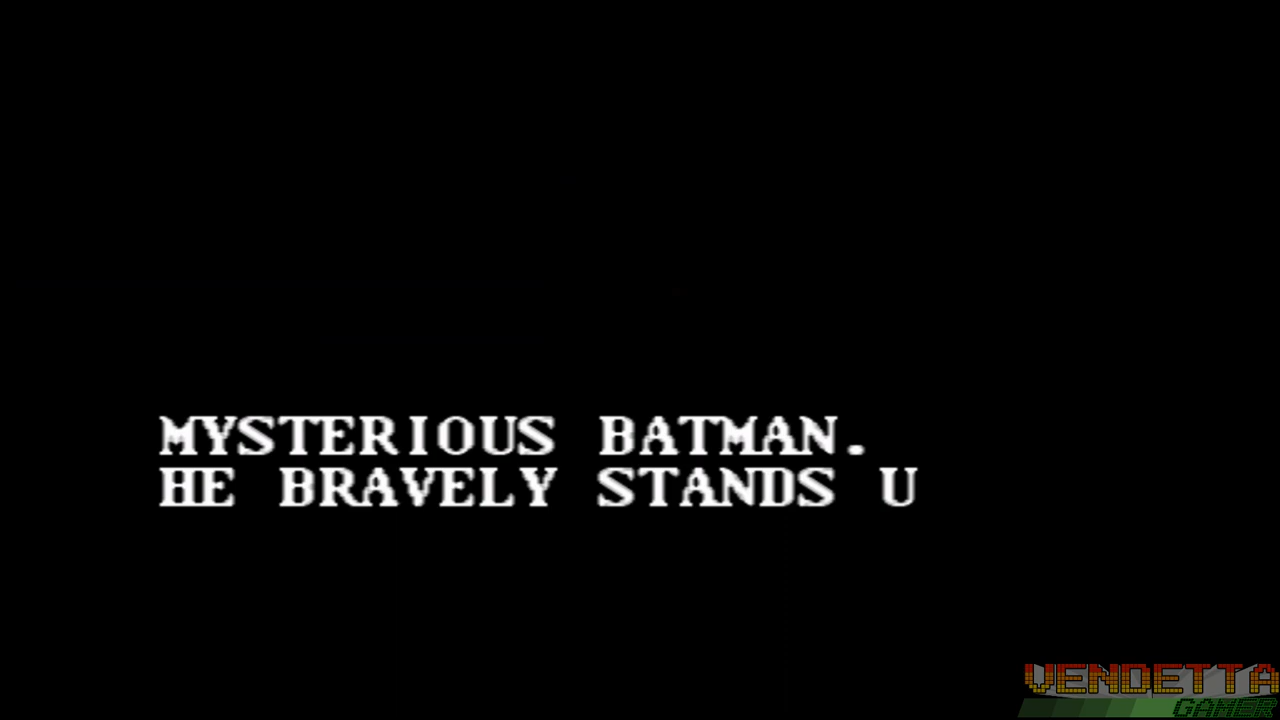 MYSTERIOUS BATMAN.
HE BRAVELY STANDS U
VENDETTA
GAMER